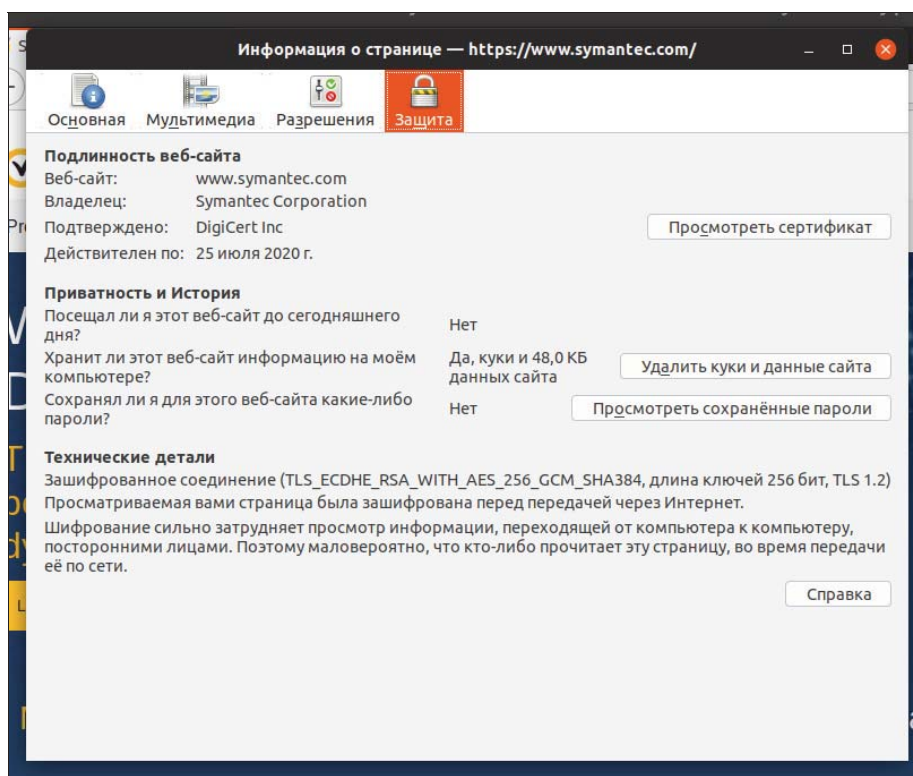 Информация о странице — https://www.symantec.com/
Основная Мультимедиа Разрешения Защита
Подлинность веб-сайта
Веб-сайт: www.symantec.com
Владелец: Symantec Corporation
Подтверждено: DigiCert Inc Просмотреть сертификат
Действителен по: 25 июля 2020 г.
Приватность и История
Посещал ли я этот веб-сайт до сегодняшнего
дня?
Нет
Хранит ли этот веб-сайт информацию на моём
компьютере?
Да, куки и 48,0 КБ
данных сайта
Удалить куки и данные сайта
Сохранял ли я для этого веб-сайта какие-либо
пароли?
Нет
Просмотреть сохранённые пароли
Технические детали
Зашифрованное соединение (TLS_ECDHE_RSA_WITH_AES_256_GCM_SHA384, длина ключей 256 бит, TLS 1.2)
Просматриваемая вами страница была зашифрована перед передачей через Интернет.
Шифрование сильно затрудняет просмотр информации, переходящей от компьютера к компьютеру,
посторонними лицами. Поэтому маловероятно, что кто-либо прочитает эту страницу, во время передачи
её по сети.
Справка